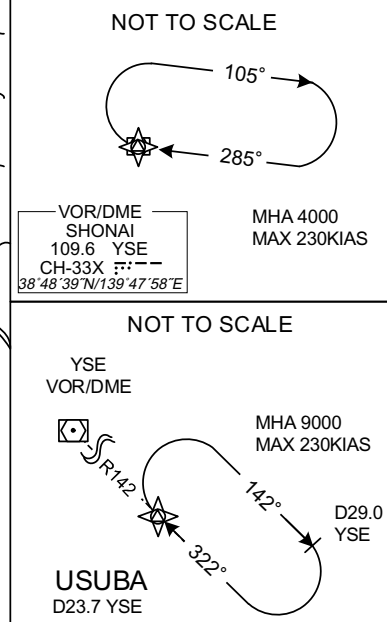 NOT TO SCALE
105°
285°
VOR/DME
SHONAI
109.6 YSE
CH-33X
38°48'39"N/139°47'58"E
MHA 4000
MAX 230KIAS
NOT TO SCALE
YSE
VOR/DME
MHA 9000
MAX 230KIAS
R142
142°
D29.0
YSE
322°
USUBA
D23.7 YSE